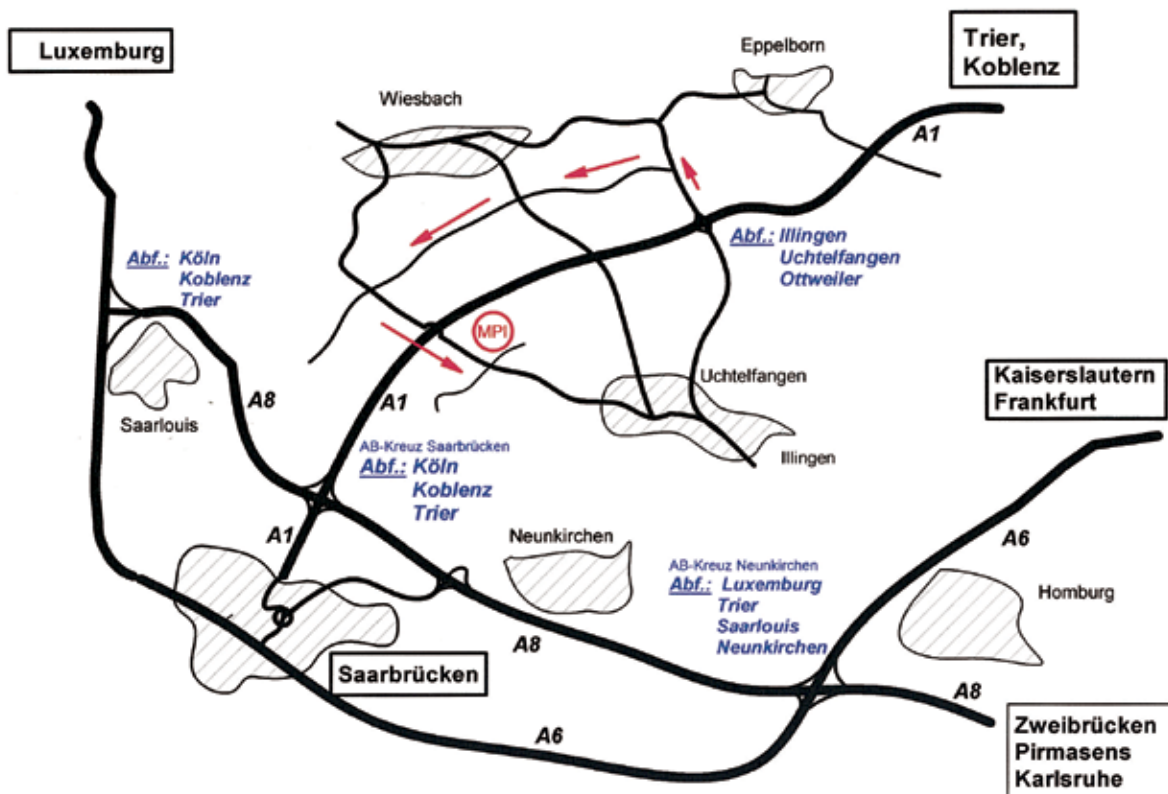 Luxemburg
Eppelborn
Trier,
Koblenz
Wiesbach
A1
Abf.: Köln
Koblenz
Trier
Abf.: Illingen
Uchtelfangen
Ottweiler
MPI
Saarlouis
A8
A1
Uchtelfangen
Kaiserslautern
Frankfurt
AB-Kreuz Saarbrücken
Abf.: Köln
Koblenz
Trier
Illingen
A1
Neunkirchen
A6
AB-Kreuz Neunkirchen
Abf.: Luxemburg
Trier
Saarlouis
Neunkirchen
Homburg
A8
Saarbrücken
A8
A6
Zweibrücken
Pirmasens
Karlsruhe